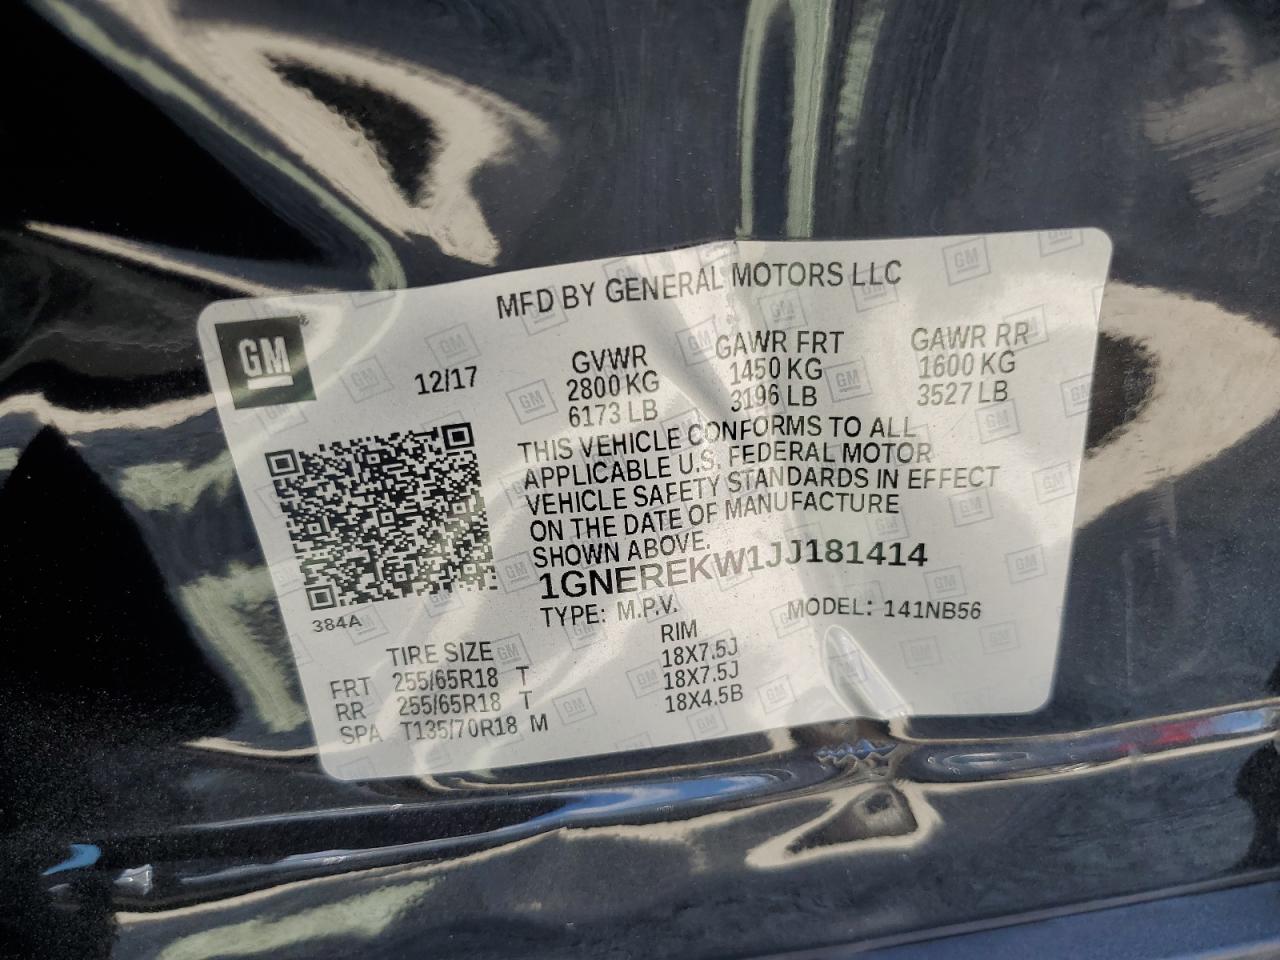 MFD BY GENERAL MOTORS LLC
GM
12/17
GVWR GAWR FRT GAWR RR
2800 KG 1450 KG 1600 KG
6173 LB 3196 LB 3527 LB
THIS VEHICLE CONFORMS TO ALL
APPLICABLE U.S. FEDERAL MOTOR
VEHICLE SAFETY STANDARDS IN EFFECT
ON THE DATE OF MANUFACTURE
SHOWN ABOVE.
1GNEREKW1JJ181414
TYPE: M.P.V. MODEL: 141NB56
384A
TIRE SIZE RIM
FRT 255/65R18 T 18X7.5J
RR 255/65R18 T 18X7.5J
SPA T135/70R18 M 18X4.5B